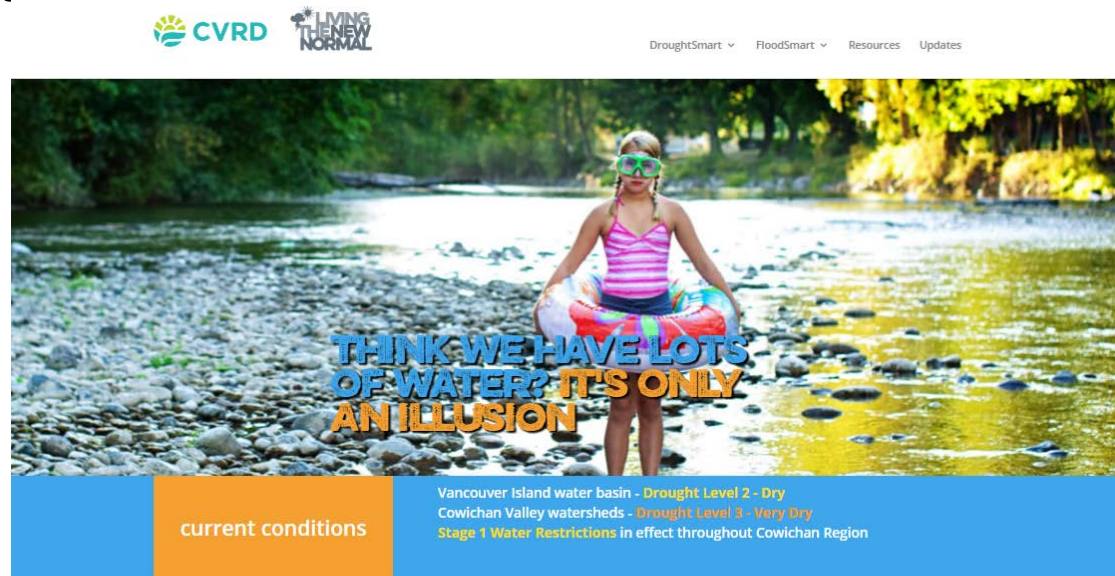 CVRD
LIVING
THE NEW
NORMAL
DroughtSmart
FloodSmart
Resources
Updates
THINK WE HAVE LOTS
OF WATER? IT'S ONLY
AN ILLUSION
current conditions
Vancouver Island water basin - Drought Level 2 - Dry
Cowichan Valley watersheds - Drought Level 3 - Very Dry
Stage 1 Water Restrictions in effect throughout Cowichan Region